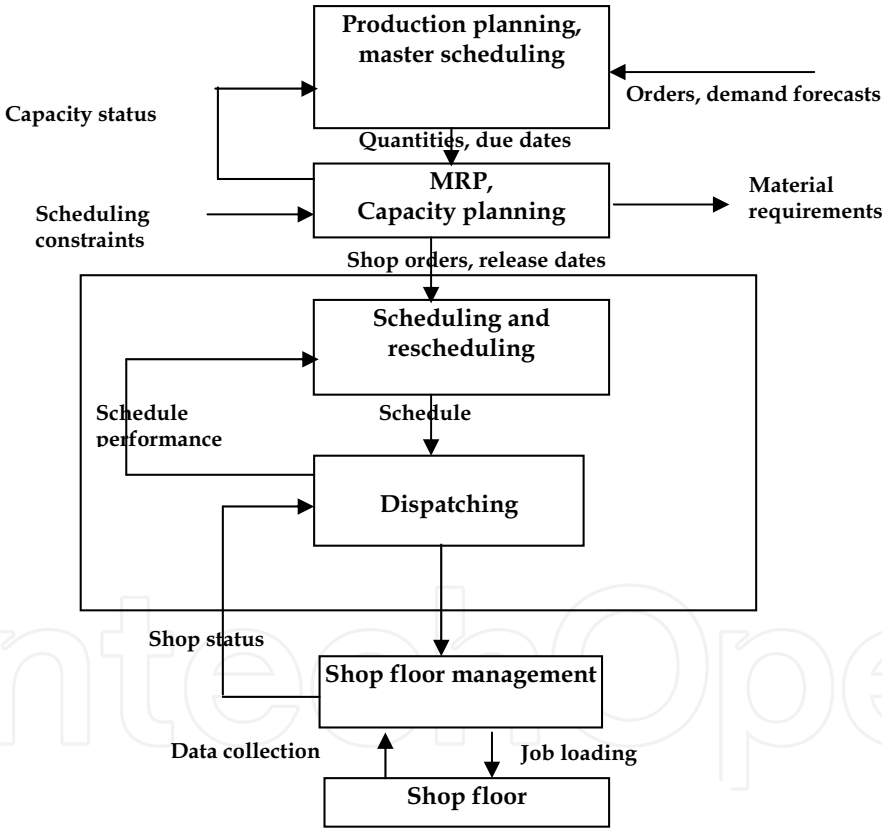 Production planning,
master scheduling
Orders, demand forecasts
Capacity status
Quantities, due dates
MRP,
Capacity planning
Material
requirements
Scheduling
constraints
Shop orders, release dates
Scheduling and
rescheduling
Schedule
performance
Schedule
Dispatching
Shop status
Shop floor management
Data collection
Job loading
Shop floor
ntechOpe